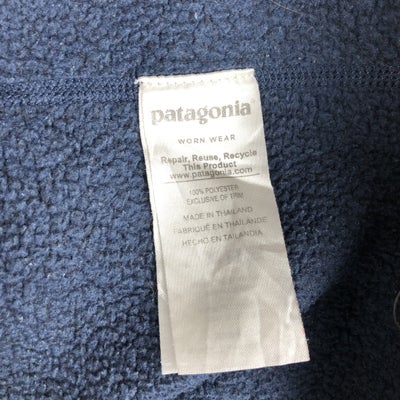 patagonia®
WORN WEAR
Repair, Reuse, Recycle
This Product
www.patagonia.com
100% POLYESTER
EXCLUSIVE OF TRIM
MADE IN THAILAND
FABRIQUÉ EN THAÏLANDE
HECHO EN TAILANDIA